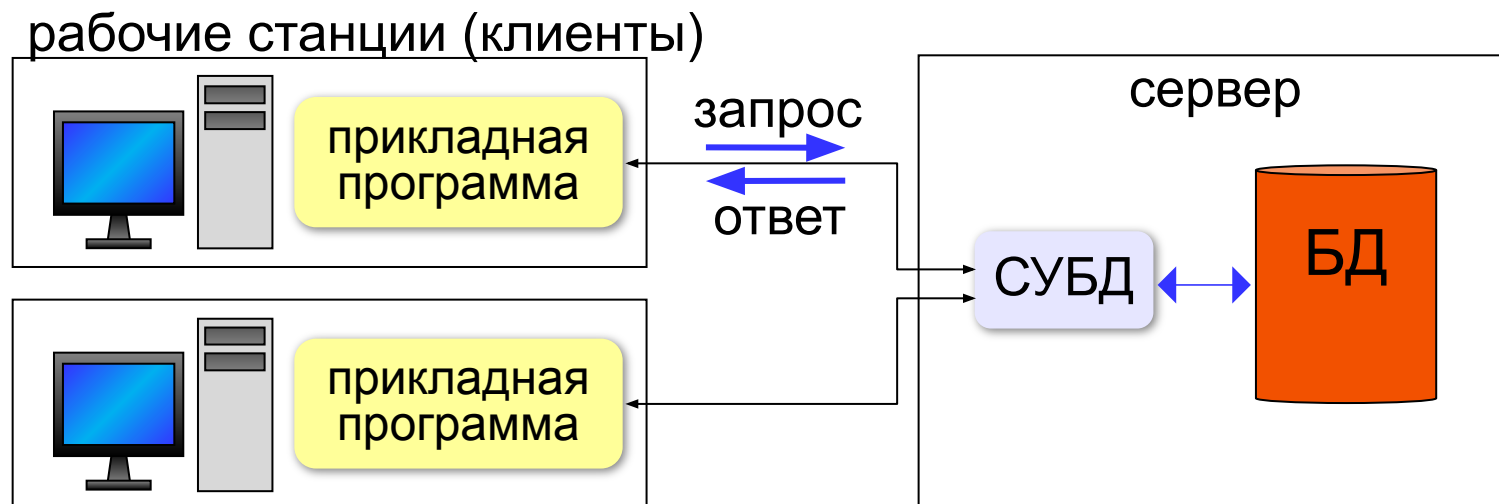 рабочие станции (клиенты)
прикладная
программа
запрос
ответ
сервер
СУБД
БД
прикладная
программа